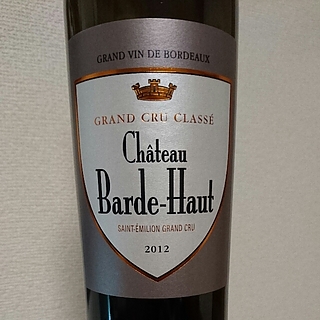 GRAND VIN DE BORDEAUX
GRAND CRU CLASSÉ
Château
Barde-Haut
SAINT-ÉMILION GRAND CRU
2012